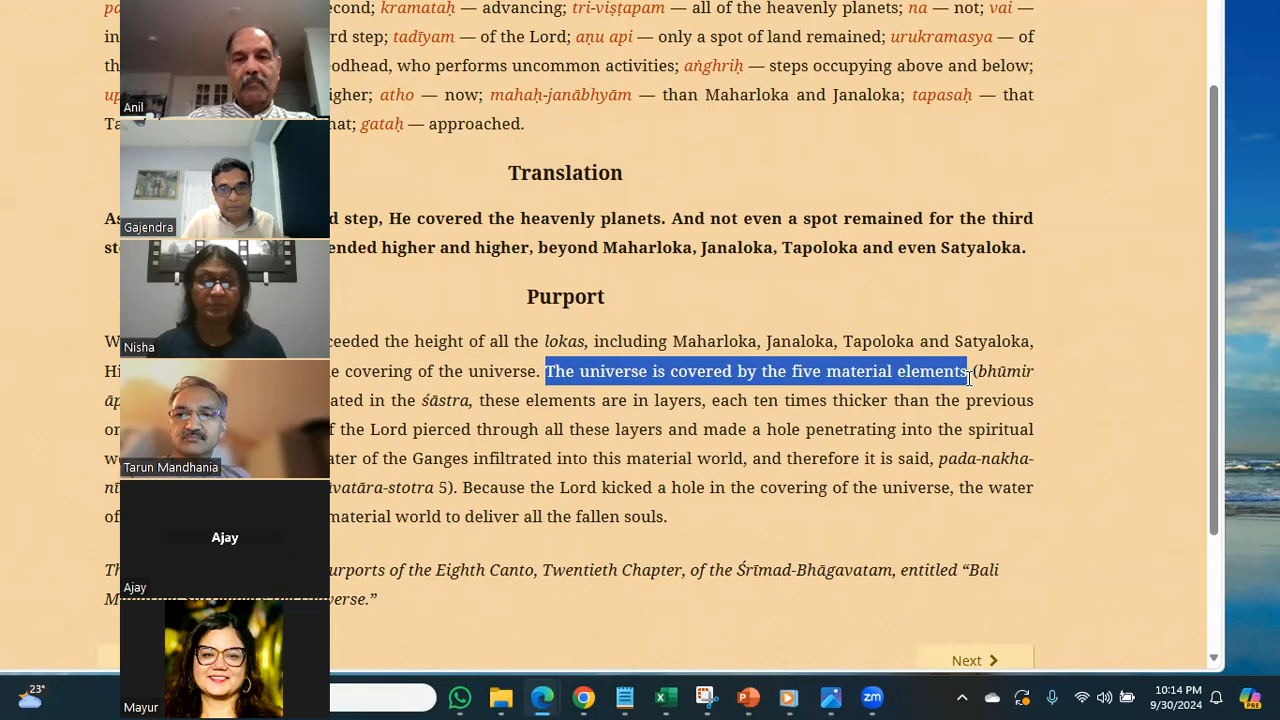 pa
econd; kramataḥ — advancing; tri-viṣṭapam — all of the heavenly planets; na — not; vai —
in
rd step; tadīyam — of the Lord; aṇu api — only a spot of land remained; urukramasya — of
th
odhead, who performs uncommon activities; aṅghriḥ — steps occupying above and below;
up
igher; atho — now; mahaḥ-janābhyām — than Maharloka and Janaloka; tapasaḥ — that
Ta
hat; gataḥ — approached.
Translation
As
d step, He covered the heavenly planets. And not even a spot remained for the third
ste
ended higher and higher, beyond Maharloka, Janaloka, Tapoloka and even Satyaloka.
Purport
W
ceeded the height of all the lokas, including Maharloka, Janaloka, Tapoloka and Satyaloka,
Hi
e covering of the universe. The universe is covered by the five material elements (bhūmir
āp
ated in the śāstra, these elements are in layers, each ten times thicker than the previous
on
f the Lord pierced through all these layers and made a hole penetrating into the spiritual
wo
ater of the Ganges infiltrated into this material world, and therefore it is said, pada-nakha-
nī
vatāra-stotra 5). Because the Lord kicked a hole in the covering of the universe, the water
of
material world to deliver all the fallen souls.
Th
urports of the Eighth Canto, Twentieth Chapter, of the Śrīmad-Bhāgavatam, entitled “Bali
M
verse.”
Next
Anil
Gajendra
Nisha
Tarun Mandhania
Ajay
Ajay
Mayur
23°
zm
10:14 PM
9/30/2024
PRE